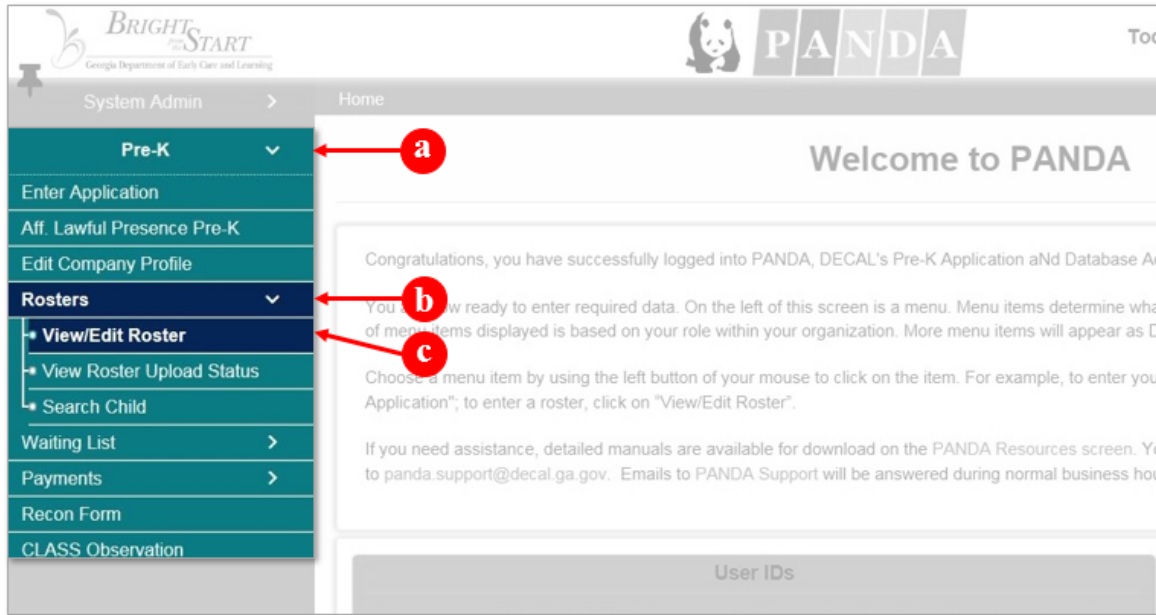 BRIGHT
from the
START
Georgia Department of Early Care and Learning
PANDA
System Admin
Home
Pre-K
a
Welcome to PANDA
Enter Application
Aff. Lawful Presence Pre-K
Edit Company Profile
Congratulations, you have successfully logged into PANDA, DECAL's Pre-K Application aNd Database
Rosters
b
You ow ready to enter required data. On the left of this screen is a menu. Menu items determine
View/Edit Roster
c
of menu items displayed is based on your role within your organization. More menu items will appear as
View Roster Upload Status
Choose a menu item by using the left button of your mouse to click on the item. For example, to enter
Search Child
Application"; to enter a roster, click on "View/Edit Roster".
Waiting List
If you need assistance, detailed manuals are available for download on the PANDA Resources screen.
Payments
to panda.support@decal.ga.gov. Emails to PANDA Support will be answered during normal business
Recon Form
CLASS Observation
User IDs